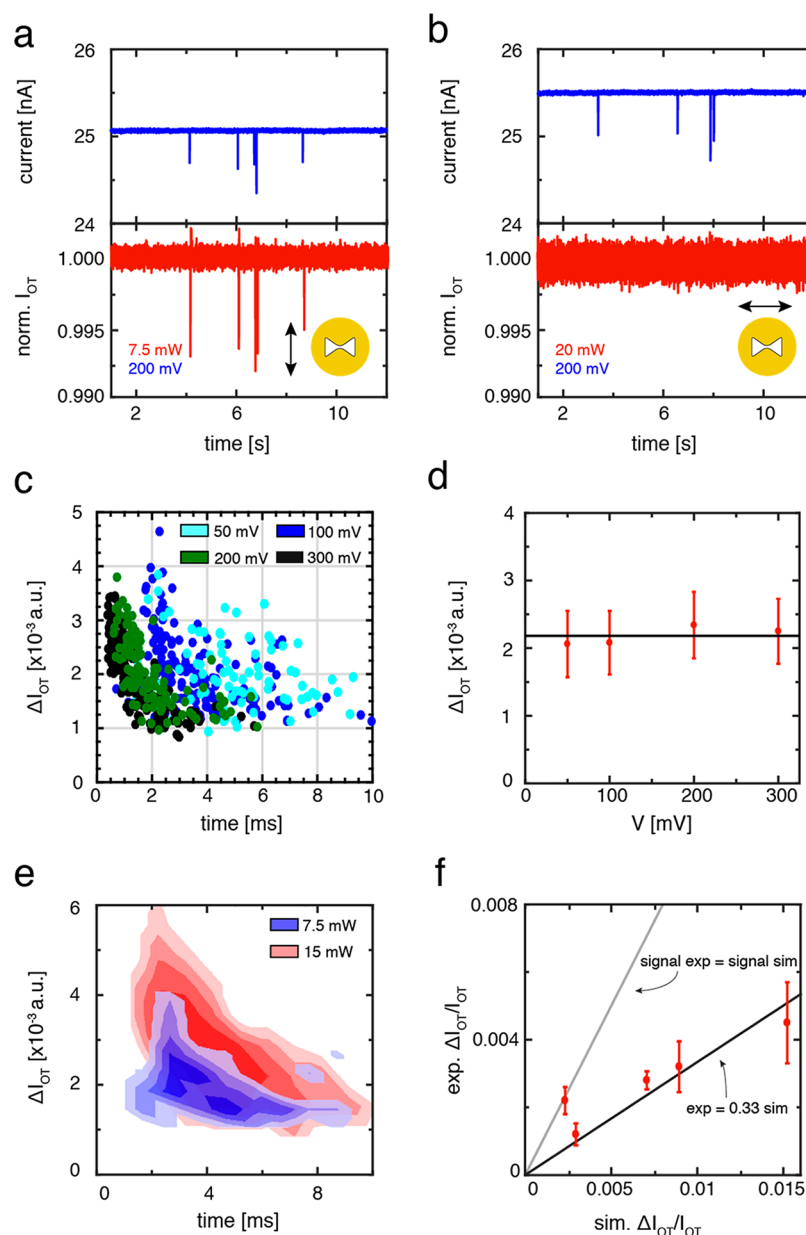 a
26
25
24
current [nA]
1.000
0.995
0.990
norm. I_OT
7.5 mW
200 mV
2
6
10
time [s]
b
26
25
24
current [nA]
1.000
0.995
0.990
norm. I_OT
20 mW
200 mV
2
6
10
time [s]
c
5
4
3
2
1
0
ΔI_OT [x10⁻³ a.u.]
50 mV
100 mV
200 mV
300 mV
0
2
4
6
8
10
time [ms]
d
4
3
2
1
0
ΔI_OT [x10⁻³ a.u.]
0
100
200
300
V [mV]
e
6
4
2
0
ΔI_OT [x10⁻³ a.u.]
7.5 mW
15 mW
0
4
8
time [ms]
f
0.008
0.004
0
exp. ΔI_OT/I_OT
signal exp = signal sim
exp = 0.33 sim
0
0.005
0.01
0.015
sim. ΔI_OT/I_OT